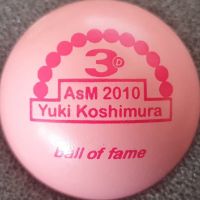 3D
AsM 2010
Yuki Koshimura
ball of fame